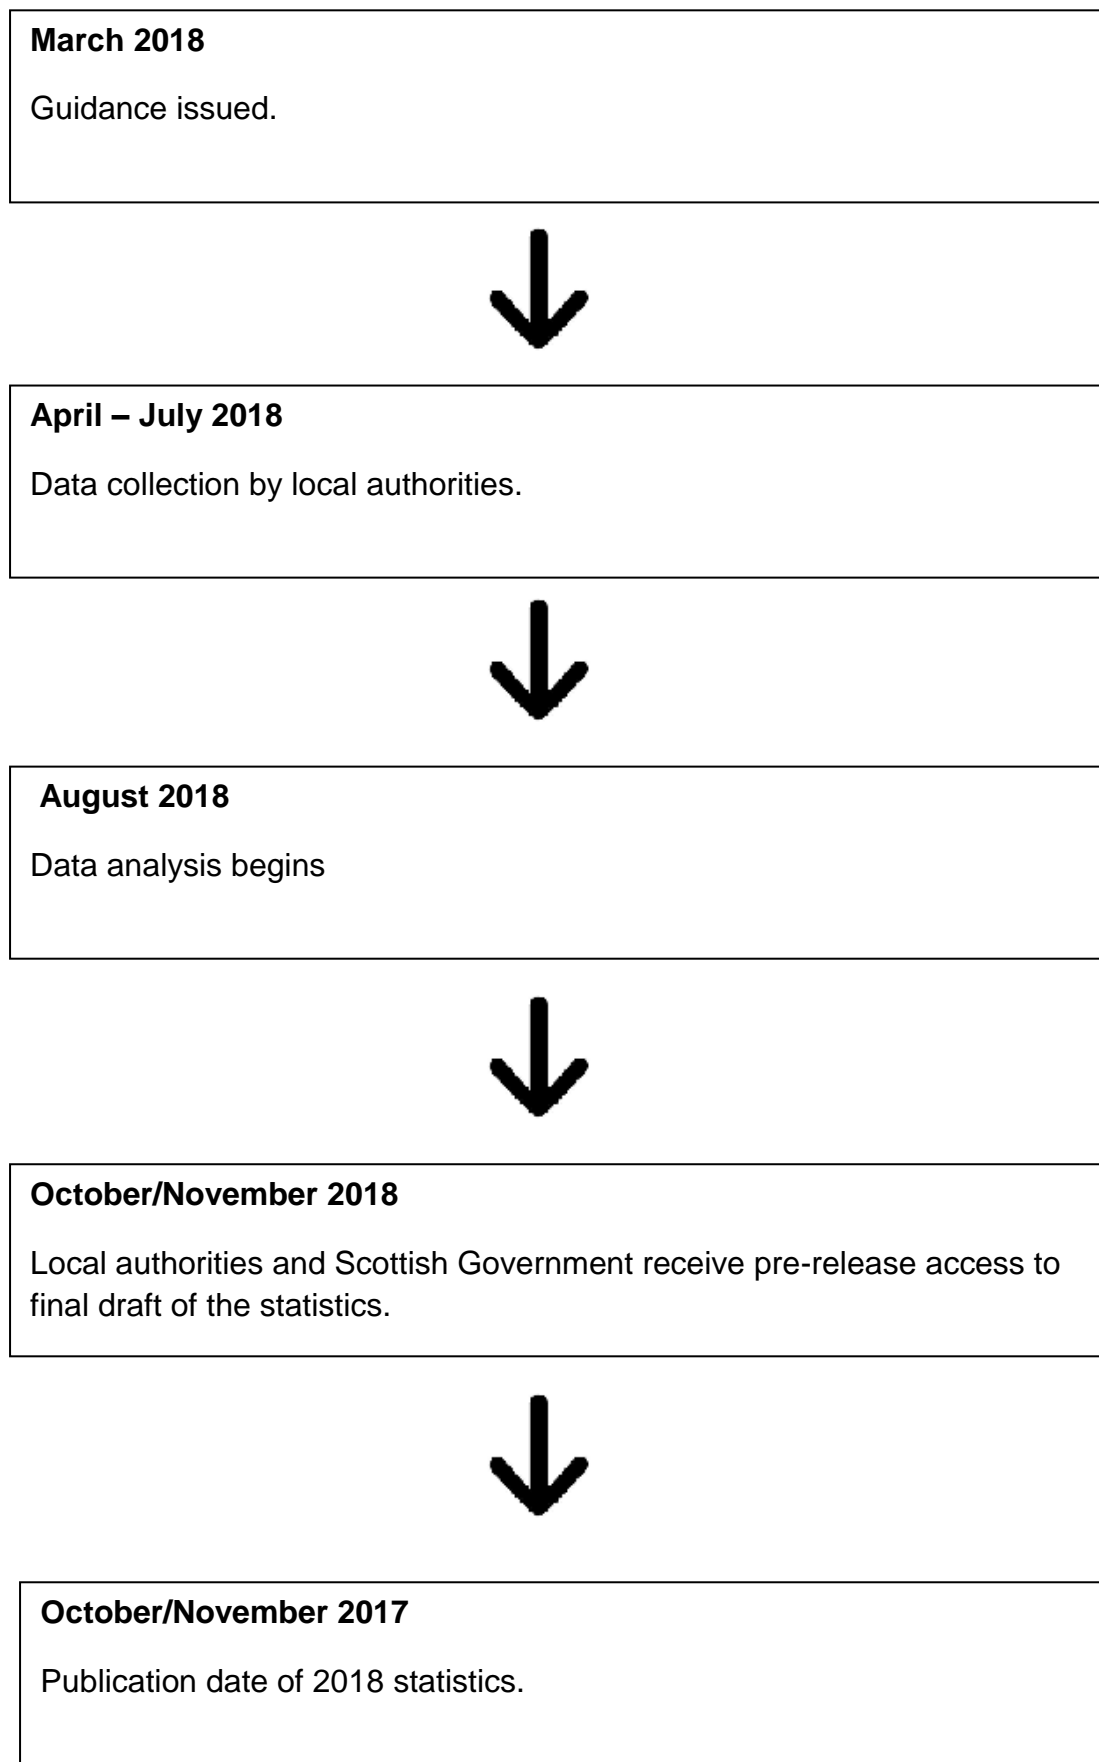 March 2018
Guidance issued.
April – July 2018
Data collection by local authorities.
August 2018
Data analysis begins
October/November 2018
Local authorities and Scottish Government receive pre-release access to
final draft of the statistics.
October/November 2017
Publication date of 2018 statistics.